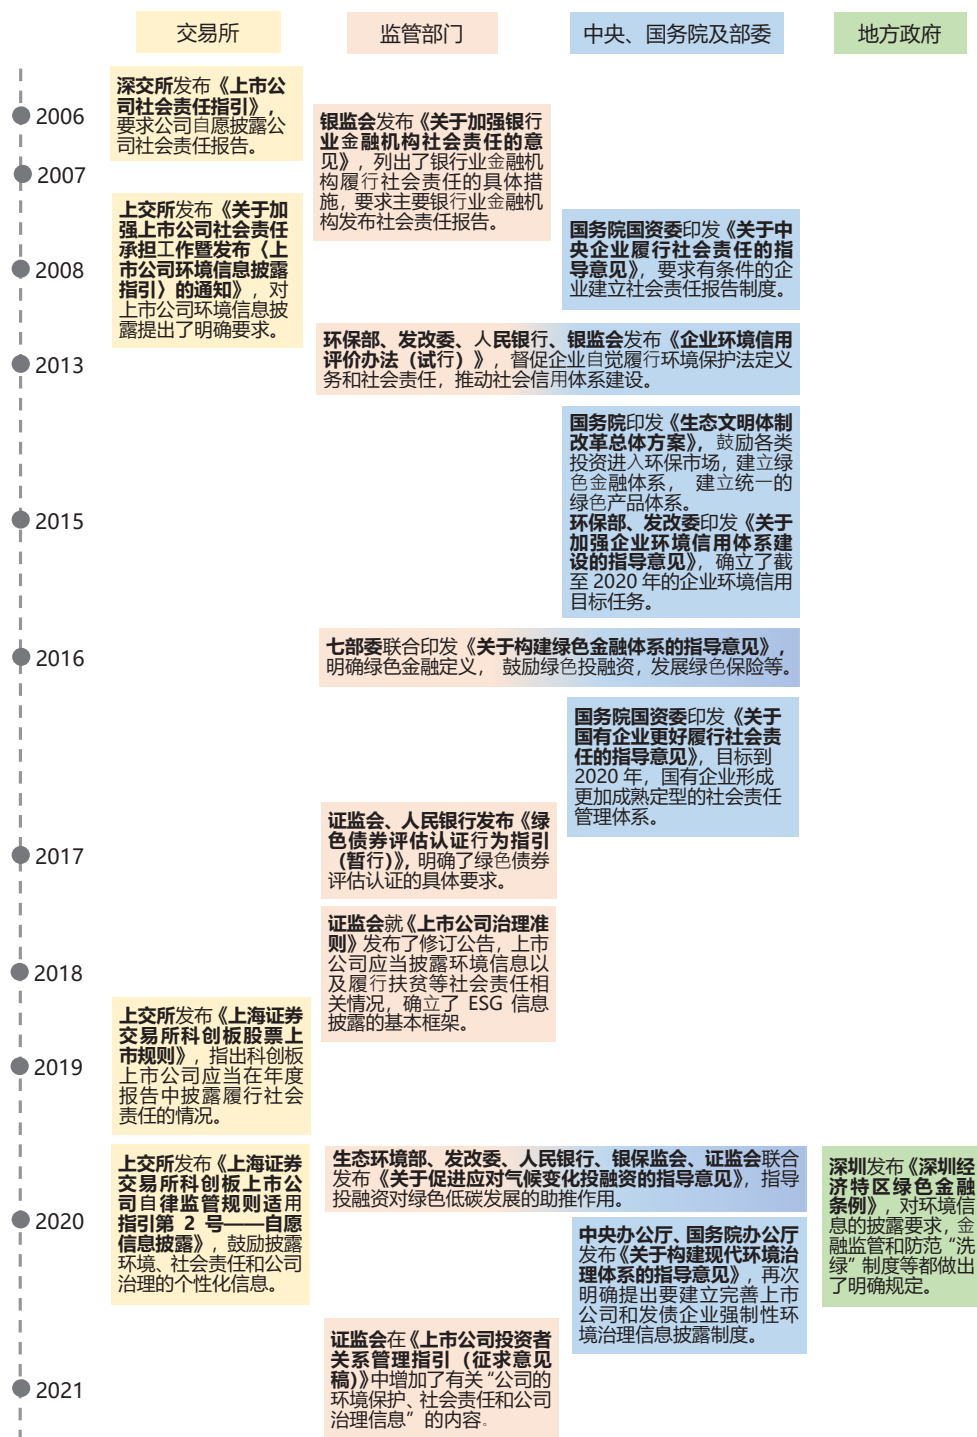 交易所
监管部门
中央、国务院及部委
地方政府
2006
深交所发布《上市公
司社会责任指引》，
要求公司自愿披露公
司社会责任报告。
银监会发布《关于加强银行
业金融机构社会责任的意
见》，列出了银行业金融机
构履行社会责任的具体措
施，要求主要银行业金融机
构发布社会责任报告。
2007
上交所发布《关于加
强上市公司社会责任
承担工作暨发布〈上
市公司环境信息披露
指引〉的通知》，对
上市公司环境信息披
露提出了明确要求。
2008
国务院国资委印发《关于中
央企业履行社会责任的指
导意见》，要求有条件的企
业建立社会责任报告制度。
2013
环保部、发改委、人民银行、银监会发布《企业环境信用
评价办法（试行）》，督促企业自觉履行环境保护法定义
务和社会责任，推动社会信用体系建设。
2015
国务院印发《生态文明体制
改革总体方案》，鼓励各类
投资进入环保市场，建立绿
色金融体系， 建立统一的
绿色产品体系。
环保部、发改委印发《关于
加强企业环境信用体系建
设的指导意见》，确立了截
至 2020 年的企业环境信用
目标任务。
2016
七部委联合印发《关于构建绿色金融体系的指导意见》，
明确绿色金融定义， 鼓励绿色投融资，发展绿色保险等。
国务院国资委印发《关于
国有企业更好履行社会责
任的指导意见》，目标到
2020 年，国有企业形成
更加成熟定型的社会责任
管理体系。
2017
证监会、人民银行发布《绿
色债券评估认证行为指引
（暂行）》，明确了绿色债券
评估认证的具体要求。
2018
证监会就《上市公司治理准
则》发布了修订公告，上市
公司应当披露环境信息以
及履行扶贫等社会责任相
关情况，确立了 ESG 信息
披露的基本框架。
2019
上交所发布《上海证券
交易所科创板股票上
市规则》，指出科创板
上市公司应当在年度
报告中披露履行社会
责任的情况。
2020
上交所发布《上海证券
交易所科创板上市公
司自律监管规则适用
指引第 2 号——自愿
信息披露》，鼓励披露
环境、社会责任和公司
治理的个性化信息。
生态环境部、发改委、人民银行、银保监会、证监会联合
发布《关于促进应对气候变化投融资的指导意见》，指导
投融资对绿色低碳发展的助推作用。
中央办公厅、国务院办公厅
发布《关于构建现代环境治
理体系的指导意见》，再次
明确提出要建立完善上市
公司和发债企业强制性环
境治理信息披露制度。
深圳发布《深圳经
济特区绿色金融
条例》，对环境信
息的披露要求，金
融监管和防范“洗
绿”制度等都做出
了明确规定。
2021
证监会在《上市公司投资者
关系管理指引（征求意见
稿）》中增加了有关“公司的
环境保护、社会责任和公司
治理信息”的内容。